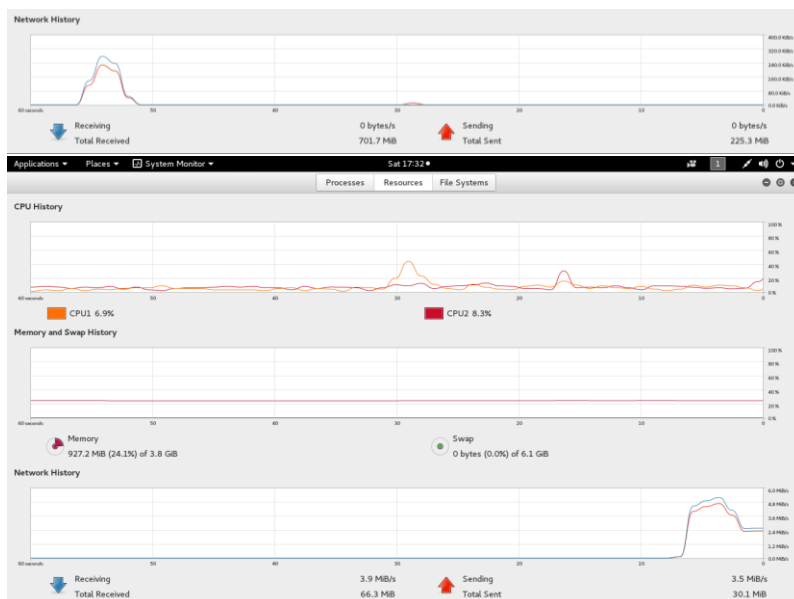 Network History
400.0 KiB/s
320.0 KiB/s
240.0 KiB/s
160.0 KiB/s
80.0 KiB/s
0.0 KiB/s
60 seconds 50 40 30 20 10 0
Receiving 0 bytes/s Sending 0 bytes/s
Total Received 701.7 MiB Total Sent 225.3 MiB
Applications Places System Monitor Sat 17:32 1
Processes Resources File Systems
CPU History
100 %
80 %
60 %
40 %
20 %
0 %
60 seconds 50 40 30 20 10 0
CPU1 6.9% CPU2 8.3%
Memory and Swap History
100 %
80 %
60 %
40 %
20 %
0 %
60 seconds 50 40 30 20 10 0
Memory Swap
927.2 MiB (24.1%) of 3.8 GiB 0 bytes (0.0%) of 6.1 GiB
Network History
6.0 MiB/s
4.8 MiB/s
3.6 MiB/s
2.4 MiB/s
1.2 MiB/s
0.0 MiB/s
60 seconds 50 40 30 20 10 0
Receiving 3.9 MiB/s Sending 3.5 MiB/s
Total Received 66.3 MiB Total Sent 30.1 MiB